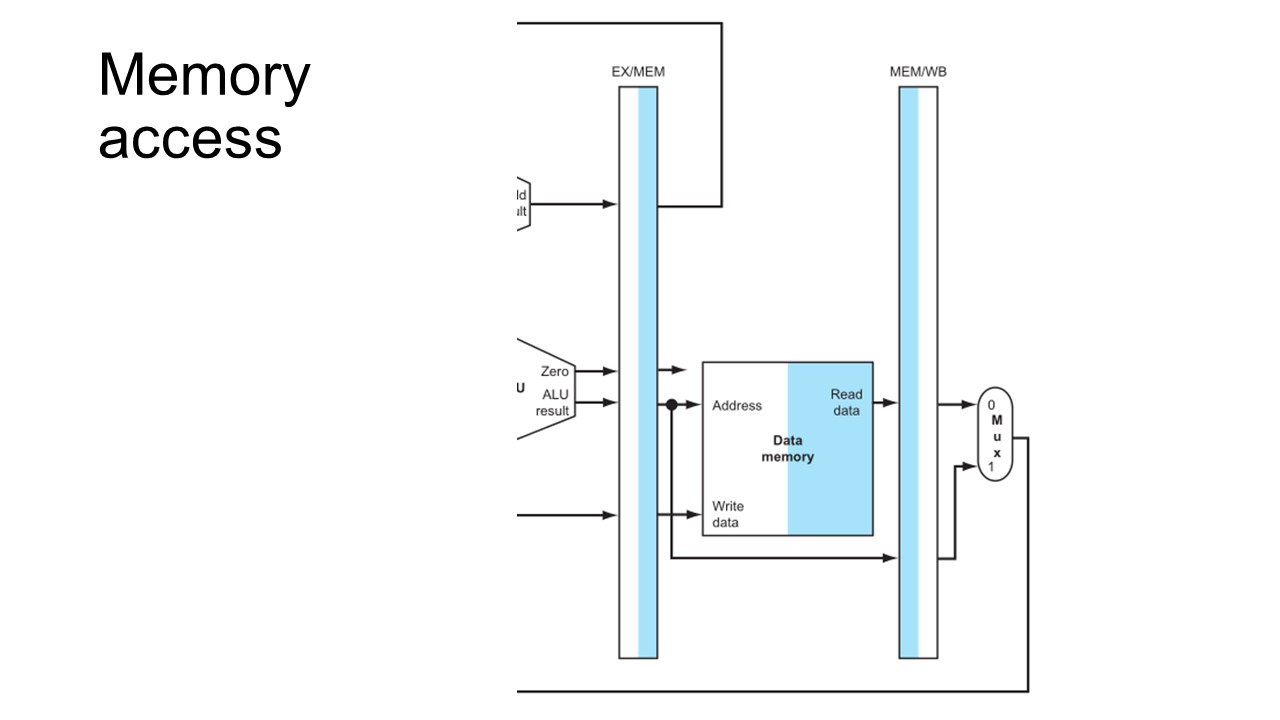 Memory
access
EX/MEM
MEM/WB
ld
ult
Zero
U
ALU
result
Address
Read
data
Data
memory
Write
data
0
M
u
x
1